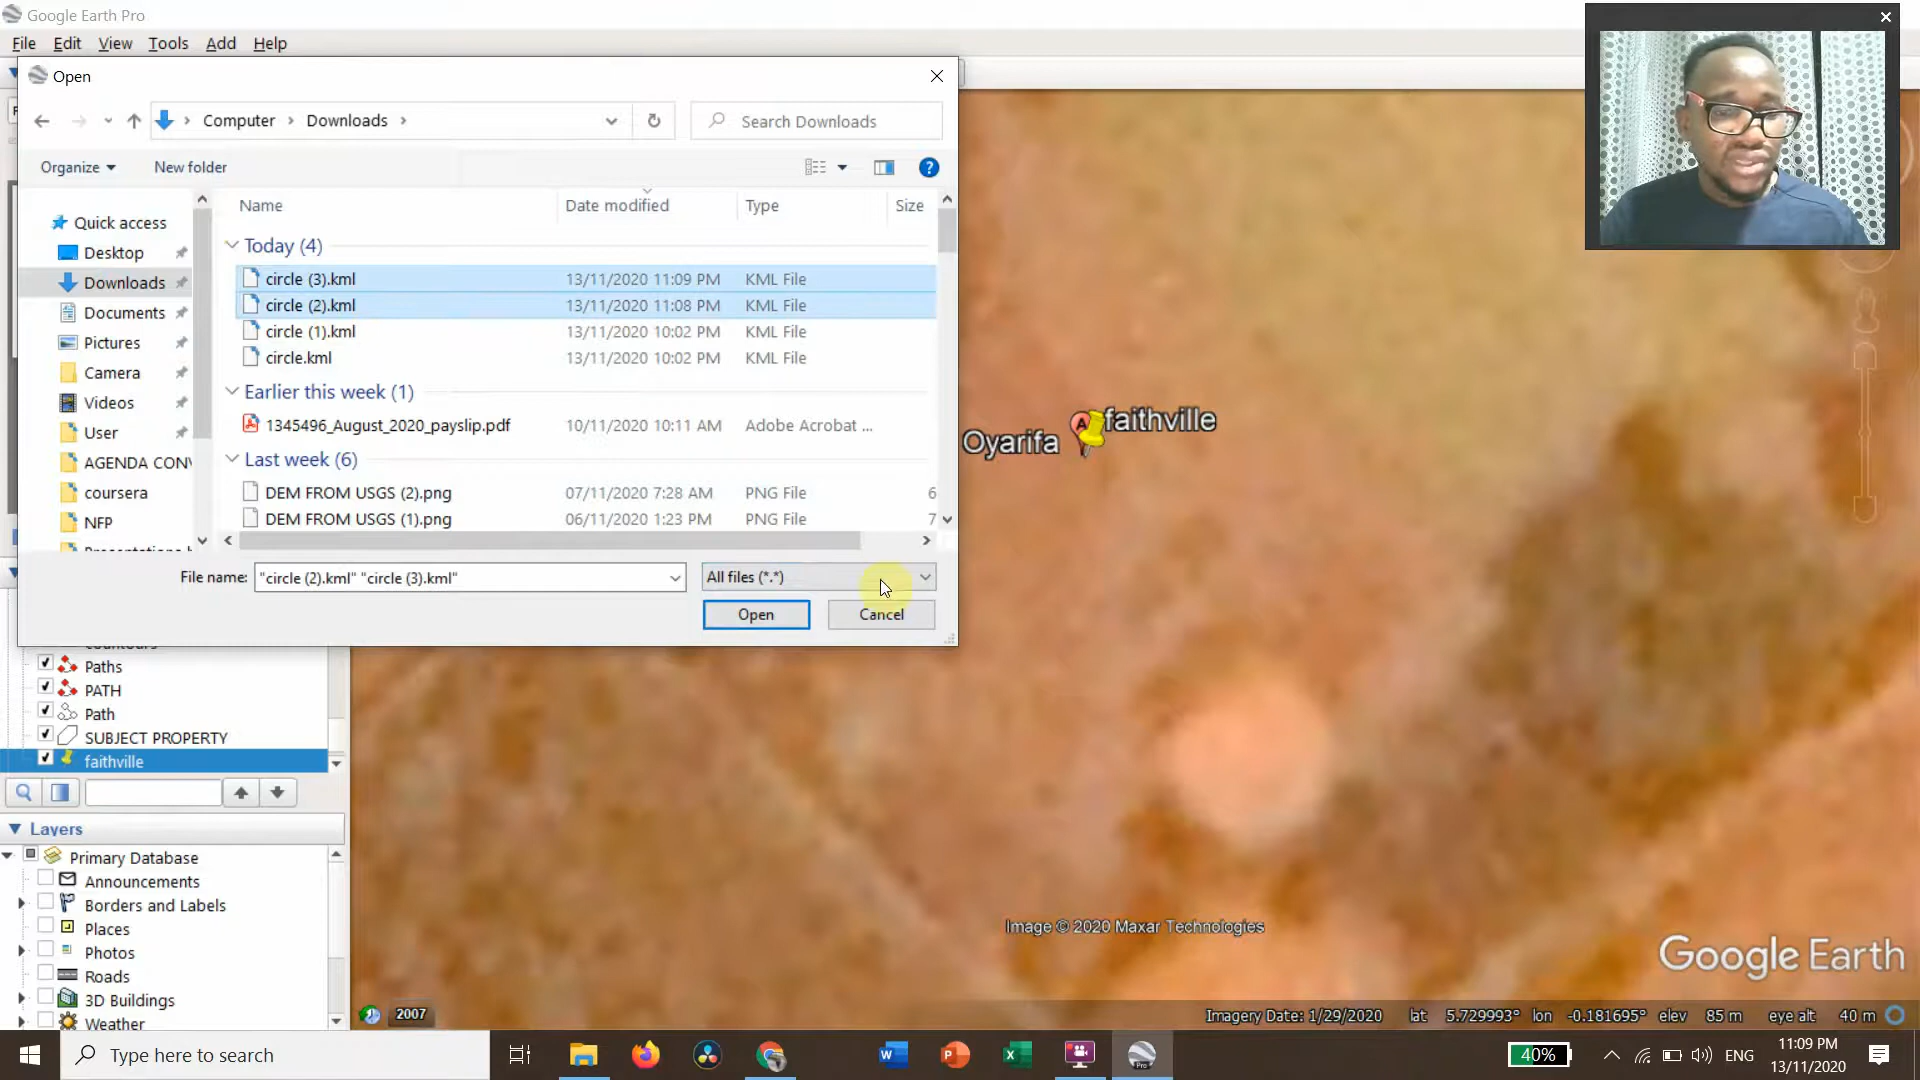 Google Earth Pro
File Edit View Tools Add Help
Open
Computer Downloads
Search Downloads
Organize New folder
Name Date modified Type Size
Quick access
Desktop
Downloads
Documents
Pictures
Camera
Videos
User
AGENDA CON
coursera
NFP
Today (4)
circle (3).kml 13/11/2020 11:09 PM KML File
circle (2).kml 13/11/2020 11:08 PM KML File
circle (1).kml 13/11/2020 10:02 PM KML File
circle.kml 13/11/2020 10:02 PM KML File
Earlier this week (1)
1345496_August_2020_payslip.pdf 10/11/2020 10:11 AM Adobe Acrobat ...
Last week (6)
DEM FROM USGS (2).png 07/11/2020 7:28 AM PNG File 6
DEM FROM USGS (1).png 06/11/2020 1:23 PM PNG File 7
File name: "circle (2).kml" "circle (3).kml" All files (*.*)
Open Cancel
A faithville
Oyarifa
Paths
PATH
Path
SUBJECT PROPERTY
faithville
Layers
Primary Database
Announcements
Borders and Labels
Places
Photos
Roads
3D Buildings
Weather
Image © 2020 Maxar Technologies
Google Earth
2007
Imagery Date: 1/29/2020 lat 5.729993° lon -0.181695° elev 85 m eye alt 40 m
Type here to search
40%
ENG
11:09 PM
13/11/2020